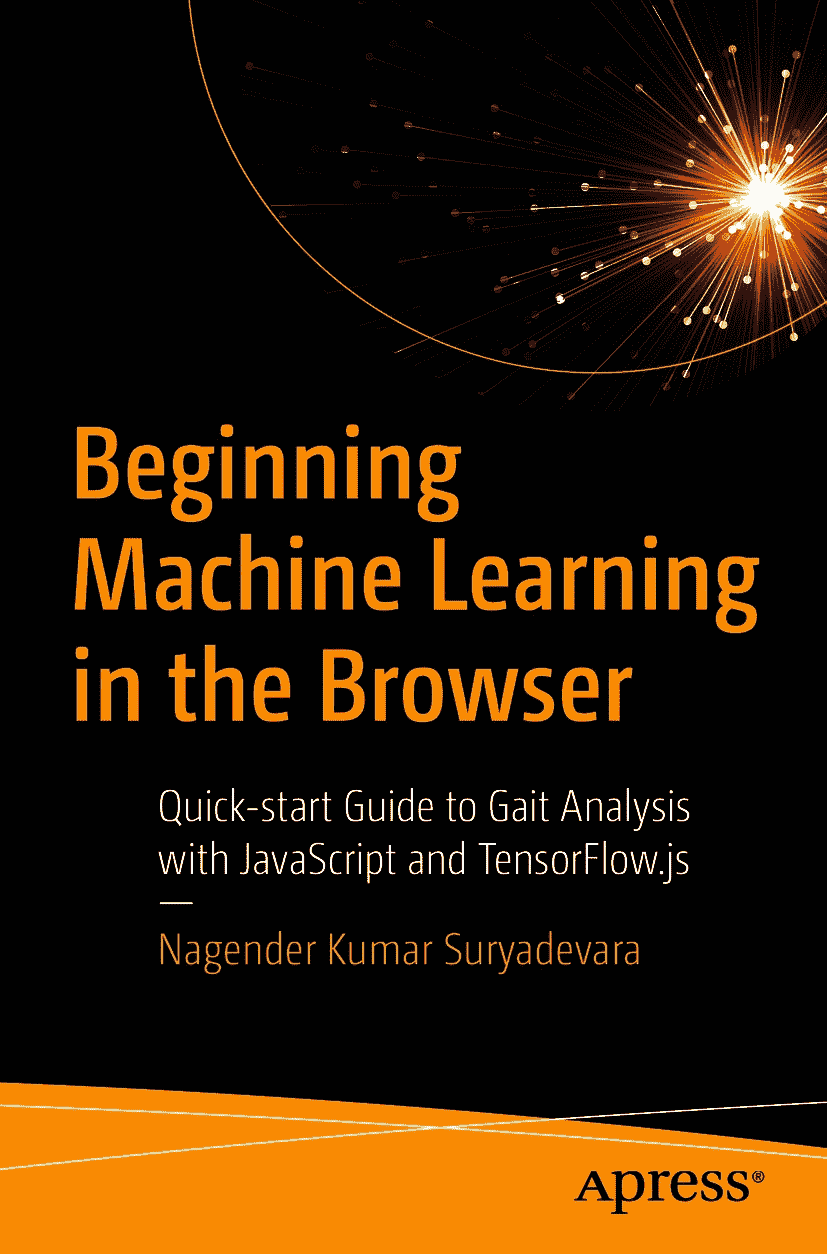 Beginning
Machine Learning
in the Browser
Quick-start Guide to Gait Analysis
with JavaScript and TensorFlow.js
—
Nagender Kumar Suryadevara
Apress®